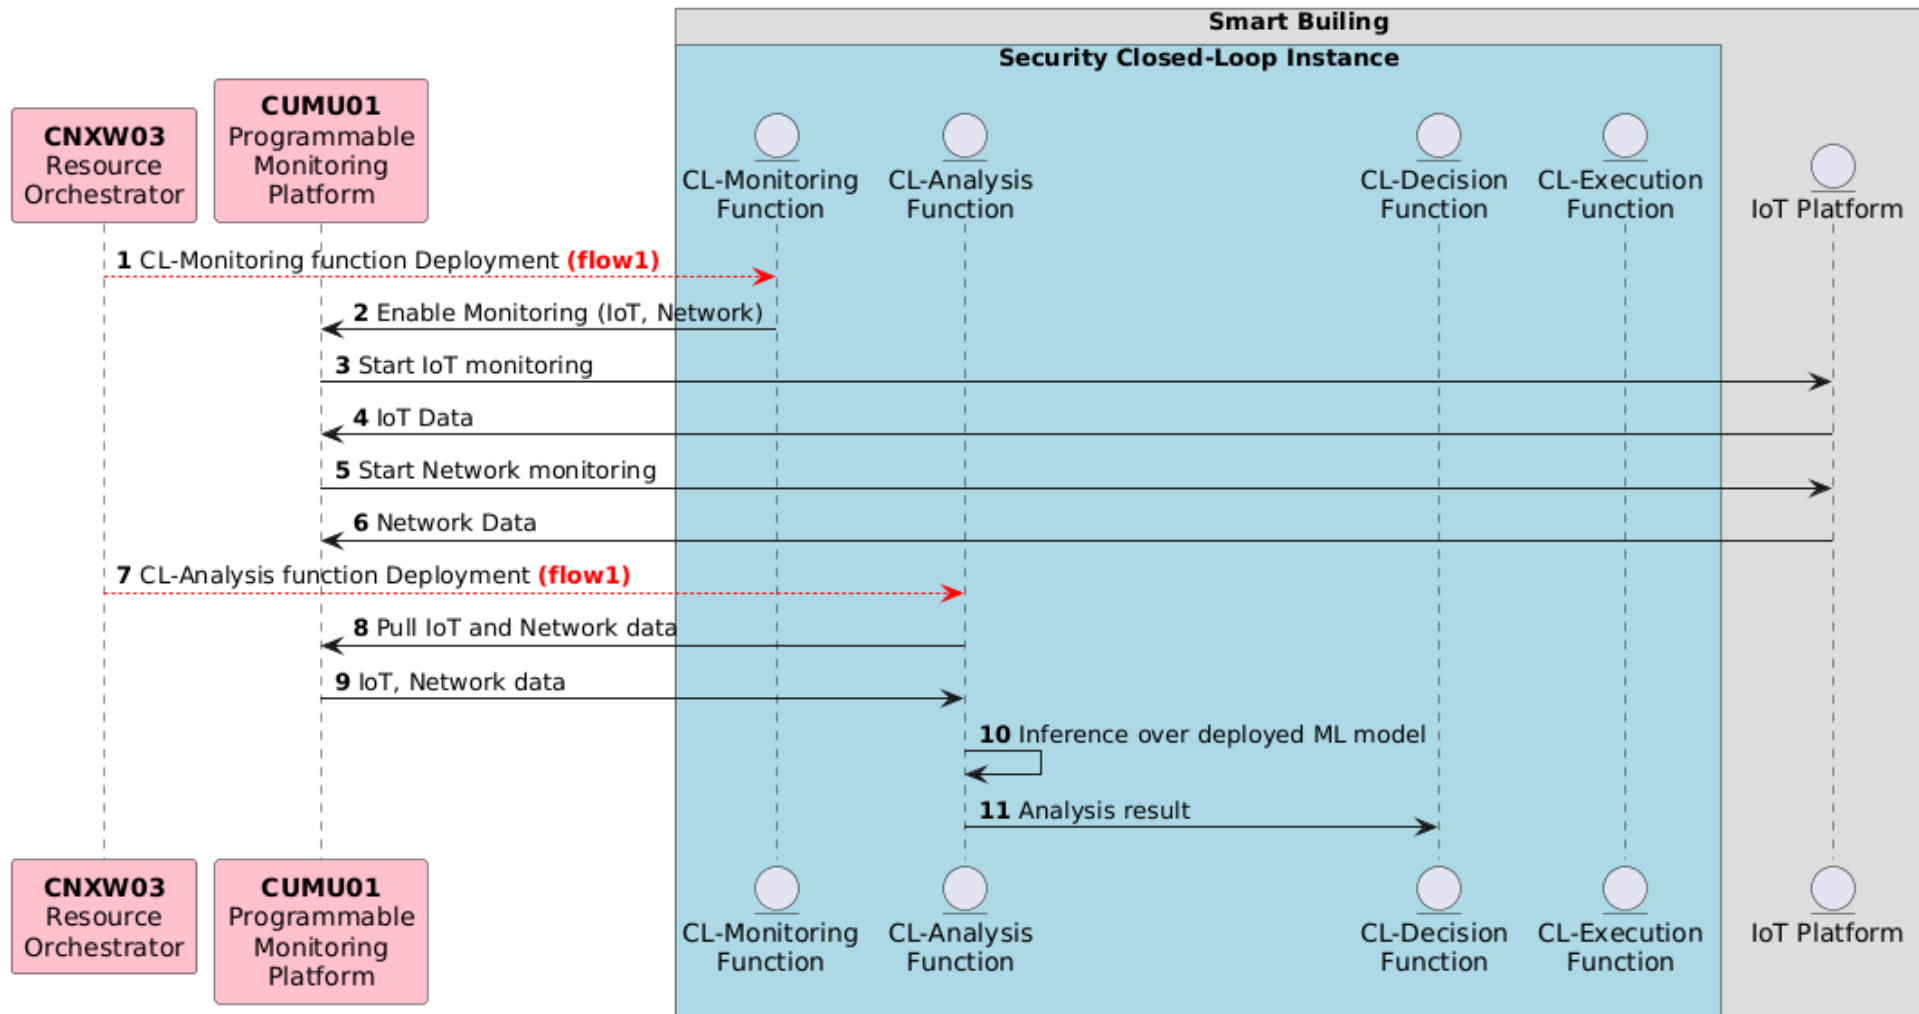 Smart Builing
Security Closed-Loop Instance
CNXW03
Resource
Orchestrator
CUMU01
Programmable
Monitoring
Platform
CL-Monitoring
Function
CL-Analysis
Function
CL-Decision
Function
CL-Execution
Function
IoT Platform
1 CL-Monitoring function Deployment (flow1)
2 Enable Monitoring (IoT, Network)
3 Start IoT monitoring
4 IoT Data
5 Start Network monitoring
6 Network Data
7 CL-Analysis function Deployment (flow1)
8 Pull IoT and Network data
9 IoT, Network data
10 Inference over deployed ML model
11 Analysis result
CNXW03
Resource
Orchestrator
CUMU01
Programmable
Monitoring
Platform
CL-Monitoring
Function
CL-Analysis
Function
CL-Decision
Function
CL-Execution
Function
IoT Platform